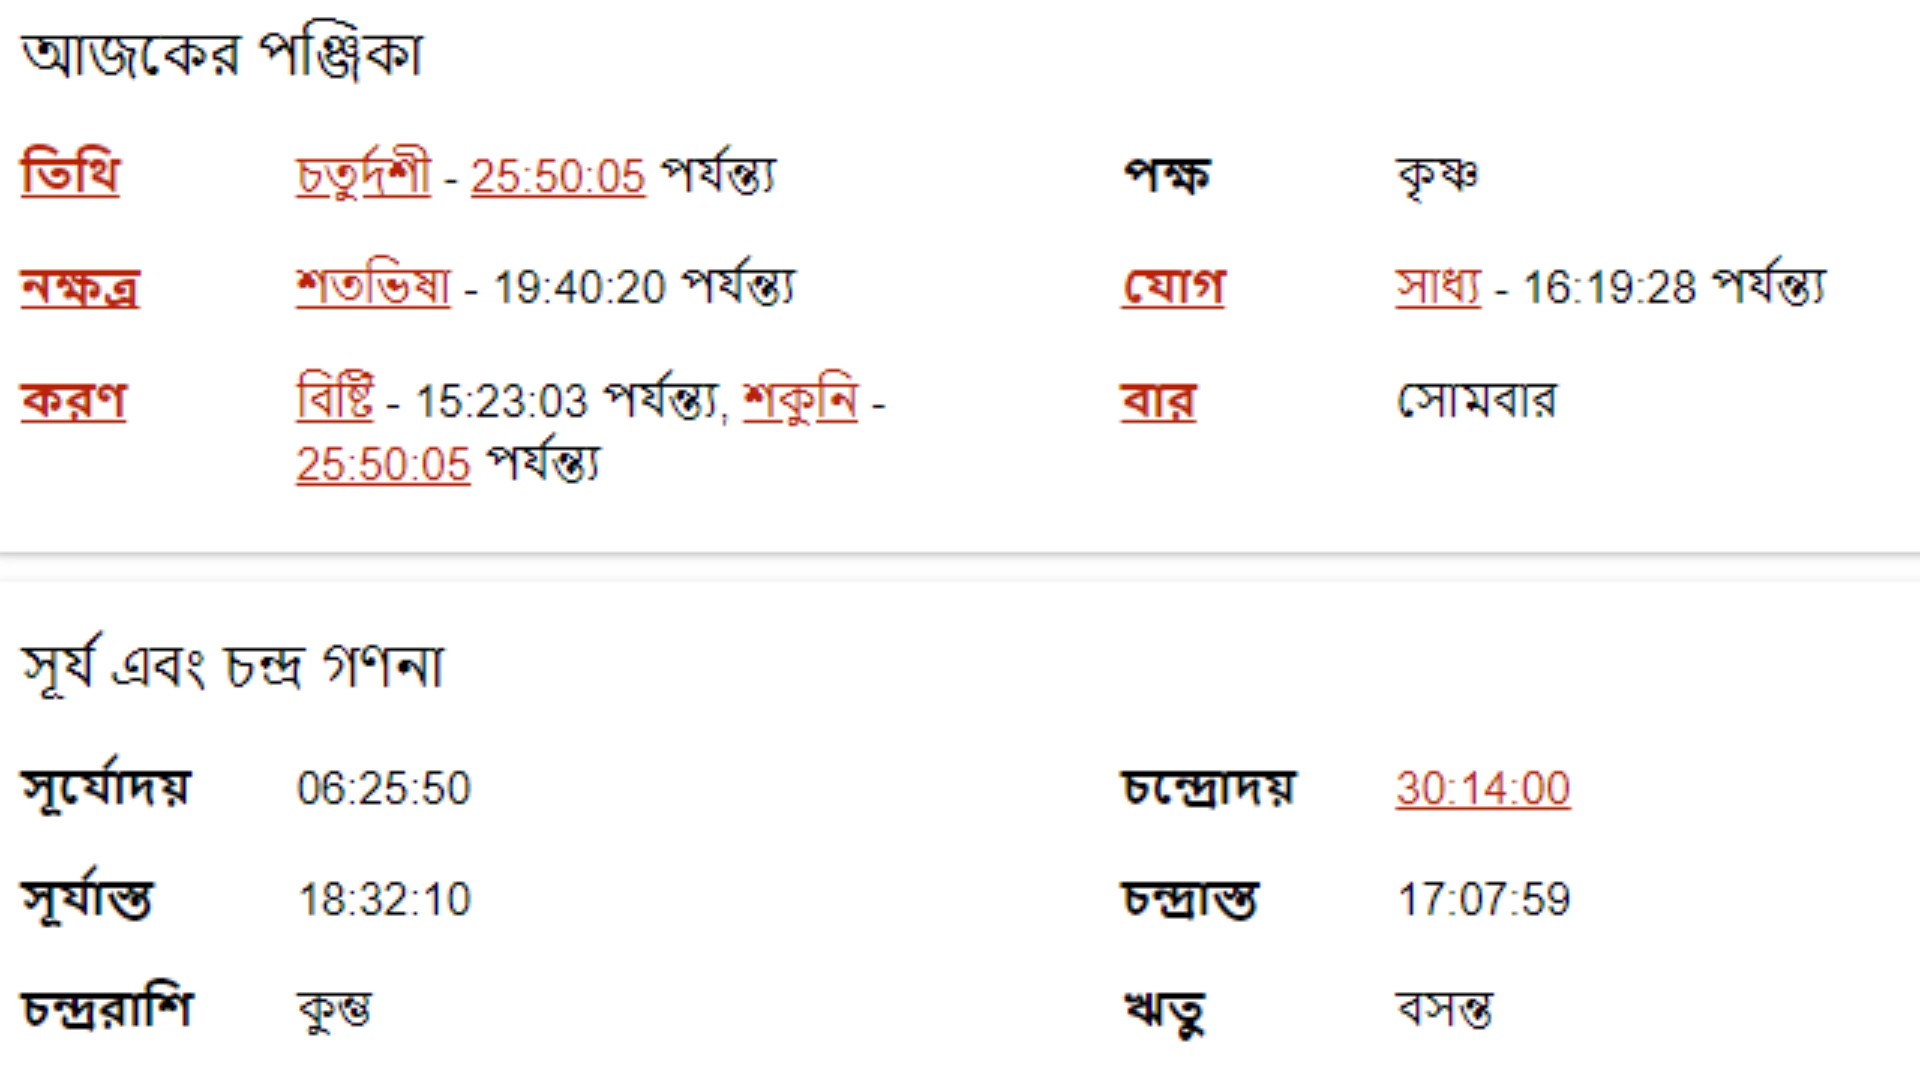 আজকের পঞ্জিকা
তিথি চতুর্দশী - 25:50:05 পর্যন্ত্য পক্ষ কৃষ্ণ
নক্ষত্র শতভিষা - 19:40:20 পর্যন্ত্য যোগ সাধ্য - 16:19:28 পর্যন্ত্য
করণ বিষ্টি - 15:23:03 পর্যন্ত্য, শকুনি - বার সোমবার
25:50:05 পর্যন্ত্য
সূর্য এবং চন্দ্র গণনা
সূর্যোদয় 06:25:50 চন্দ্রোদয় 30:14:00
সূর্যাস্ত 18:32:10 চন্দ্রাস্ত 17:07:59
চন্দ্ররাশি কুম্ভ ঋতু বসন্ত